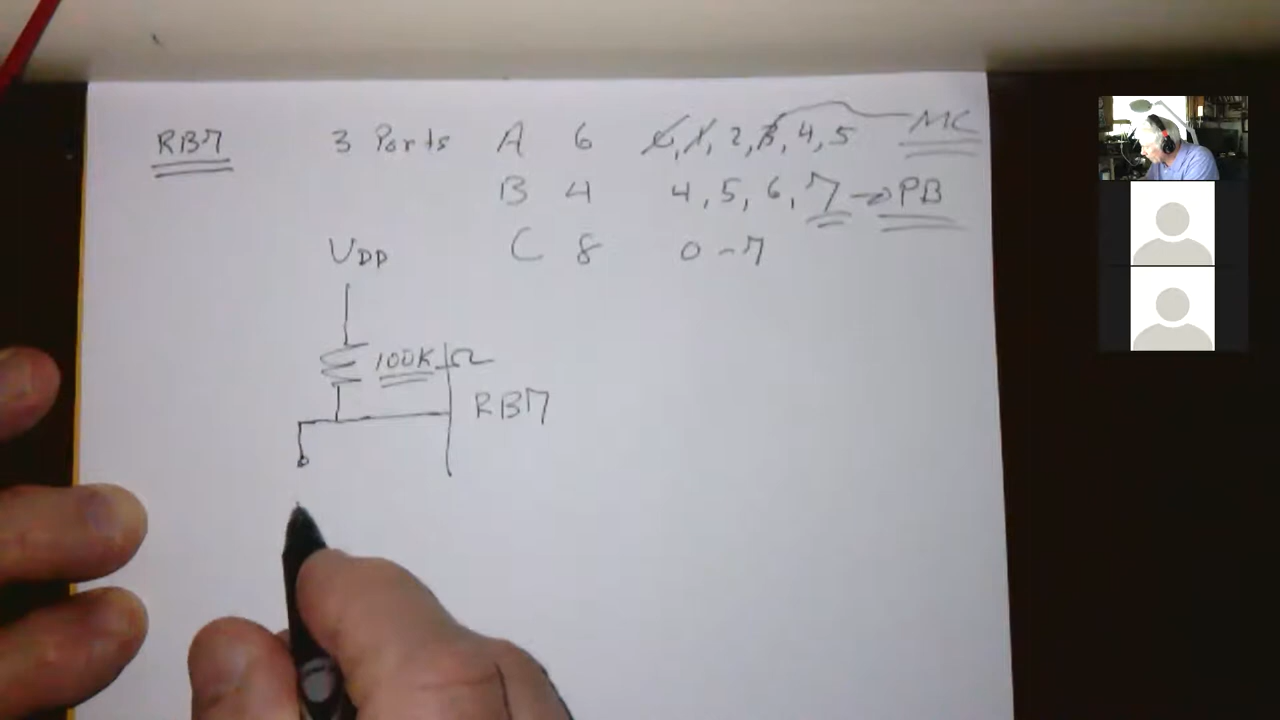 RB7 3 Ports A 6 0, 1, 2, 3, 4, 5 MC
B 4 4, 5, 6, 7 → PB
C 8 0-7
VDD
100K Ω
RB7